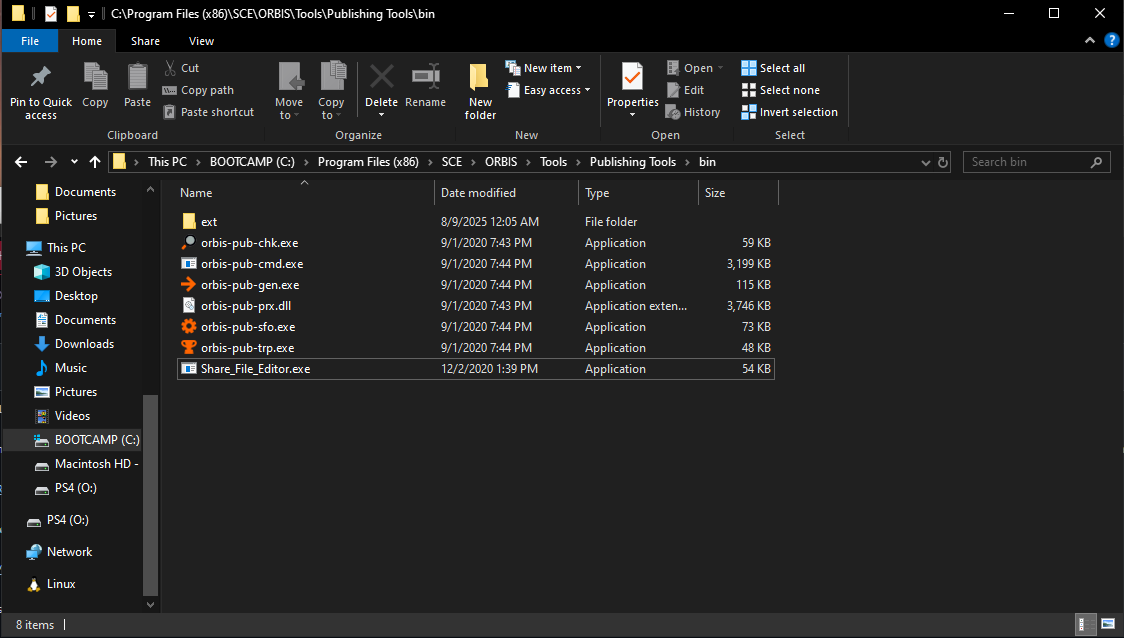 C:\Program Files (x86)\SCE\ORBIS\Tools\Publishing Tools\bin
File Home Share View
Pin to Quick access
Copy
Paste
Cut
Copy path
Paste shortcut
Clipboard
Move to
Copy to
Delete
Rename
Organize
New folder
New item
Easy access
New
Properties
Open
Edit
History
Open
Select all
Select none
Invert selection
Select
This PC > BOOTCAMP (C:) > Program Files (x86) > SCE > ORBIS > Tools > Publishing Tools > bin
Search bin
Documents
Pictures
This PC
3D Objects
Desktop
Documents
Downloads
Music
Pictures
Videos
BOOTCAMP (C:)
Macintosh HD -
PS4 (O:)
PS4 (O:)
Network
Linux
Name Date modified Type Size
ext 8/9/2025 12:05 AM File folder
orbis-pub-chk.exe 9/1/2020 7:43 PM Application 59 KB
orbis-pub-cmd.exe 9/1/2020 7:44 PM Application 3,199 KB
orbis-pub-gen.exe 9/1/2020 7:44 PM Application 115 KB
orbis-pub-prx.dll 9/1/2020 7:43 PM Application exten... 3,746 KB
orbis-pub-sfo.exe 9/1/2020 7:44 PM Application 73 KB
orbis-pub-trp.exe 9/1/2020 7:44 PM Application 48 KB
Share_File_Editor.exe 12/2/2020 1:39 PM Application 54 KB
8 items